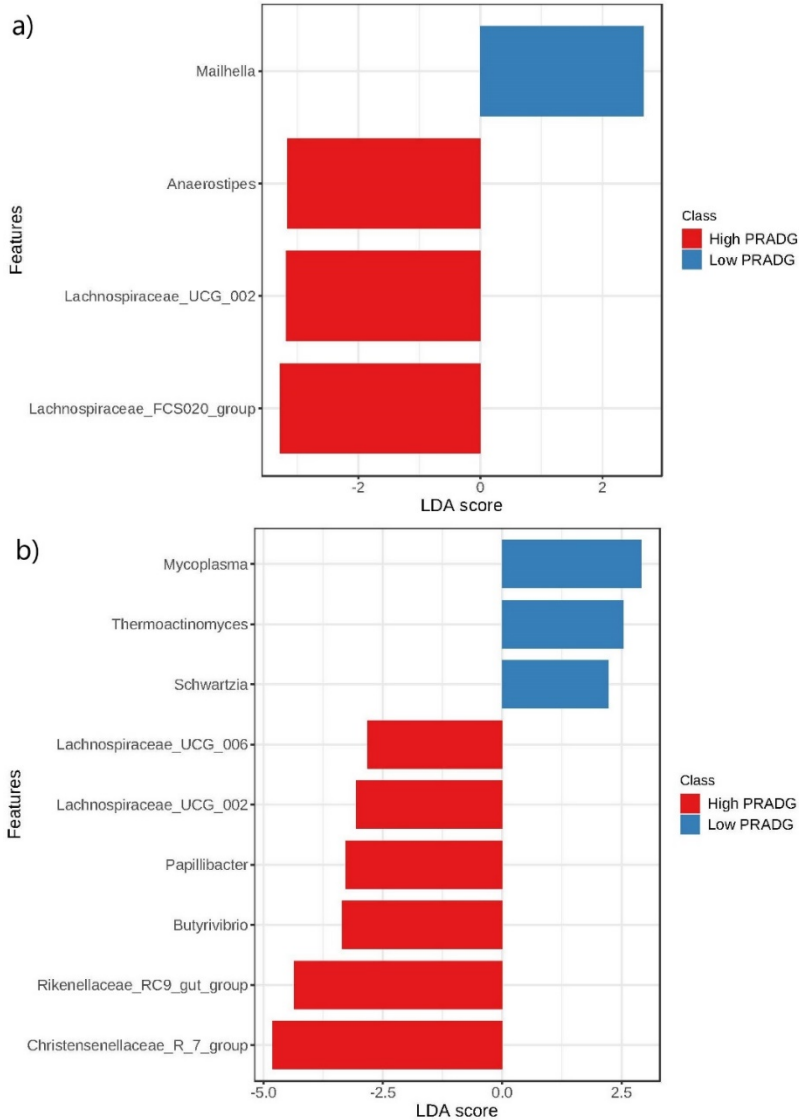 a)
Mailhella
Anaerostipes
Lachnospiraceae_UCG_002
Lachnospiraceae_FCS020_group
Features
-2
0
2
LDA score
Class
High PRADG
Low PRADG
b)
Mycoplasma
Thermoactinomyces
Schwartzia
Lachnospiraceae_UCG_006
Lachnospiraceae_UCG_002
Papillibacter
Butyrivibrio
Rikenellaceae_RC9_gut_group
Christensenellaceae_R_7_group
Features
-5.0
-2.5
0.0
2.5
LDA score
Class
High PRADG
Low PRADG